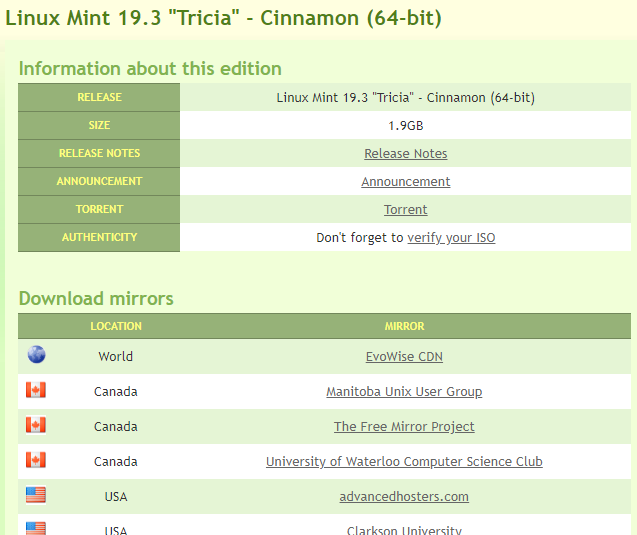 Linux Mint 19.3 "Tricia" - Cinnamon (64-bit)
Information about this edition
RELEASE Linux Mint 19.3 "Tricia" - Cinnamon (64-bit)
SIZE 1.9GB
RELEASE NOTES Release Notes
ANNOUNCEMENT Announcement
TORRENT Torrent
AUTHENTICITY Don't forget to verify your ISO
Download mirrors
LOCATION MIRROR
World EvoWise CDN
Canada Manitoba Unix User Group
Canada The Free Mirror Project
Canada University of Waterloo Computer Science Club
USA advancedhosters.com
USA Clarkson University